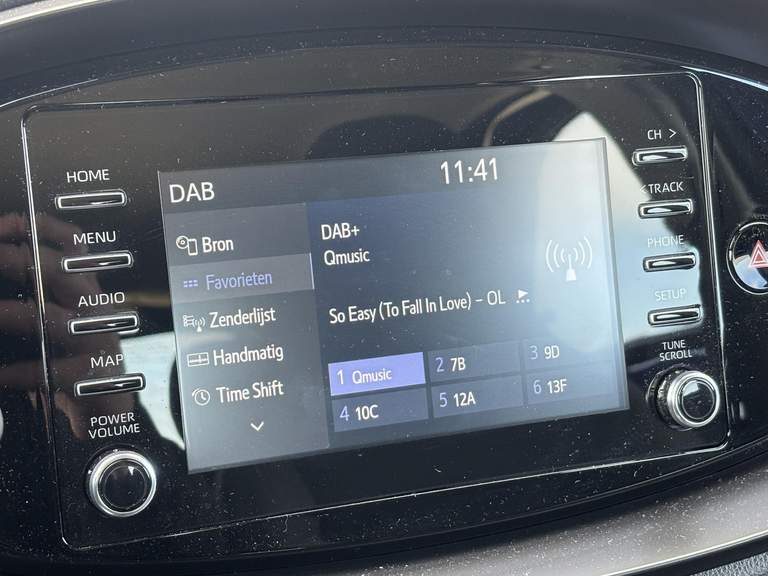 HOME
MENU
AUDIO
MAP
POWER
VOLUME
DAB
11:41
Bron
Favorieten
Zenderlijst
Handmatig
Time Shift
DAB+
Qmusic
So Easy (To Fall In Love) – OL
1 Qmusic
2 7B
3 9D
4 10C
5 12A
6 13F
CH >
< TRACK
PHONE
SETUP
TUNE
SCROLL